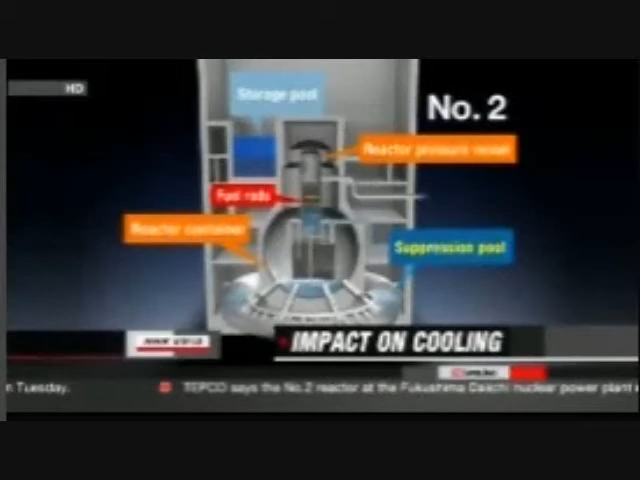 HD
Storage pool
No. 2
Reactor pressure vessel
Fuel rods
Reactor container
Suppression pool
IMPACT ON COOLING
n Tuesday.
TEPCO says the No.2 reactor at the Fukushima Daiichi nuclear power plant